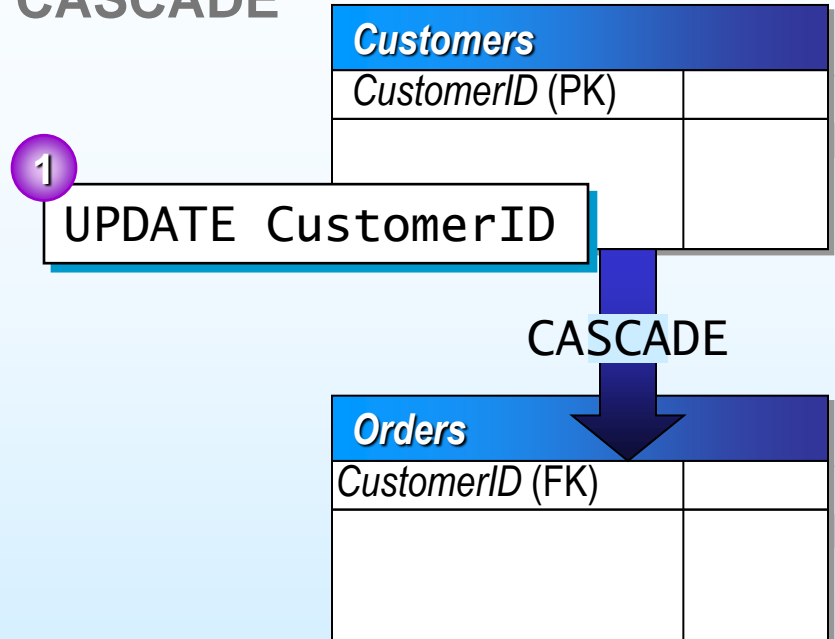 CASCADE
Customers
CustomerID (PK)
1
UPDATE CustomerID
CASCADE
Orders
CustomerID (FK)